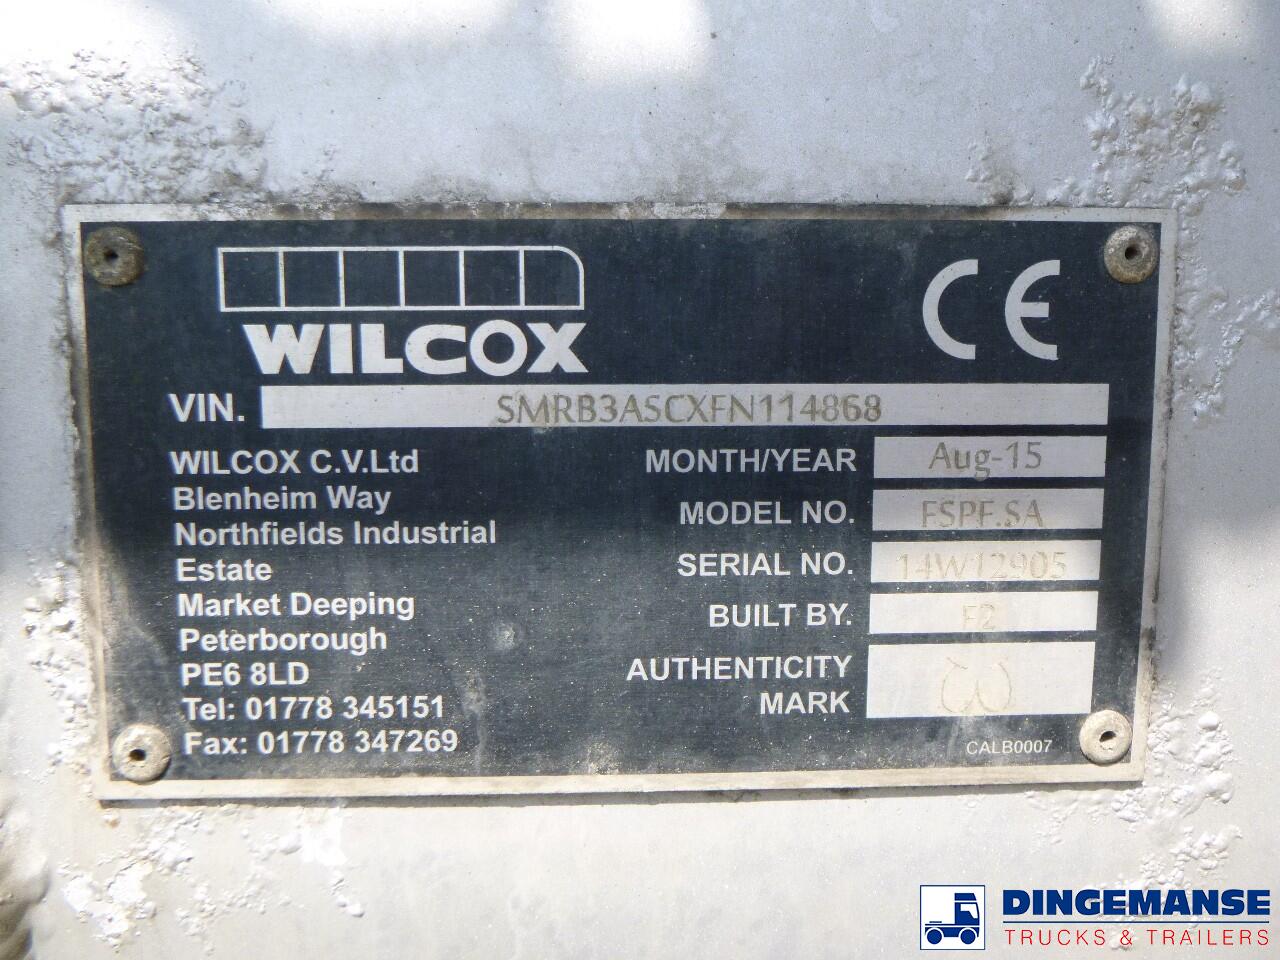 WILCOX
CE
VIN. SMRB3ASCXFN114868
WILCOX C.V.Ltd
Blenheim Way
Northfields Industrial
Estate
Market Deeping
Peterborough
PE6 8LD
Tel: 01778 345151
Fax: 01778 347269
MONTH/YEAR Aug-15
MODEL NO. FSPF.SA
SERIAL NO. 14W12905
BUILT BY. F2
AUTHENTICITY
MARK
CALB0007
DINGEMANSE
TRUCKS & TRAILERS